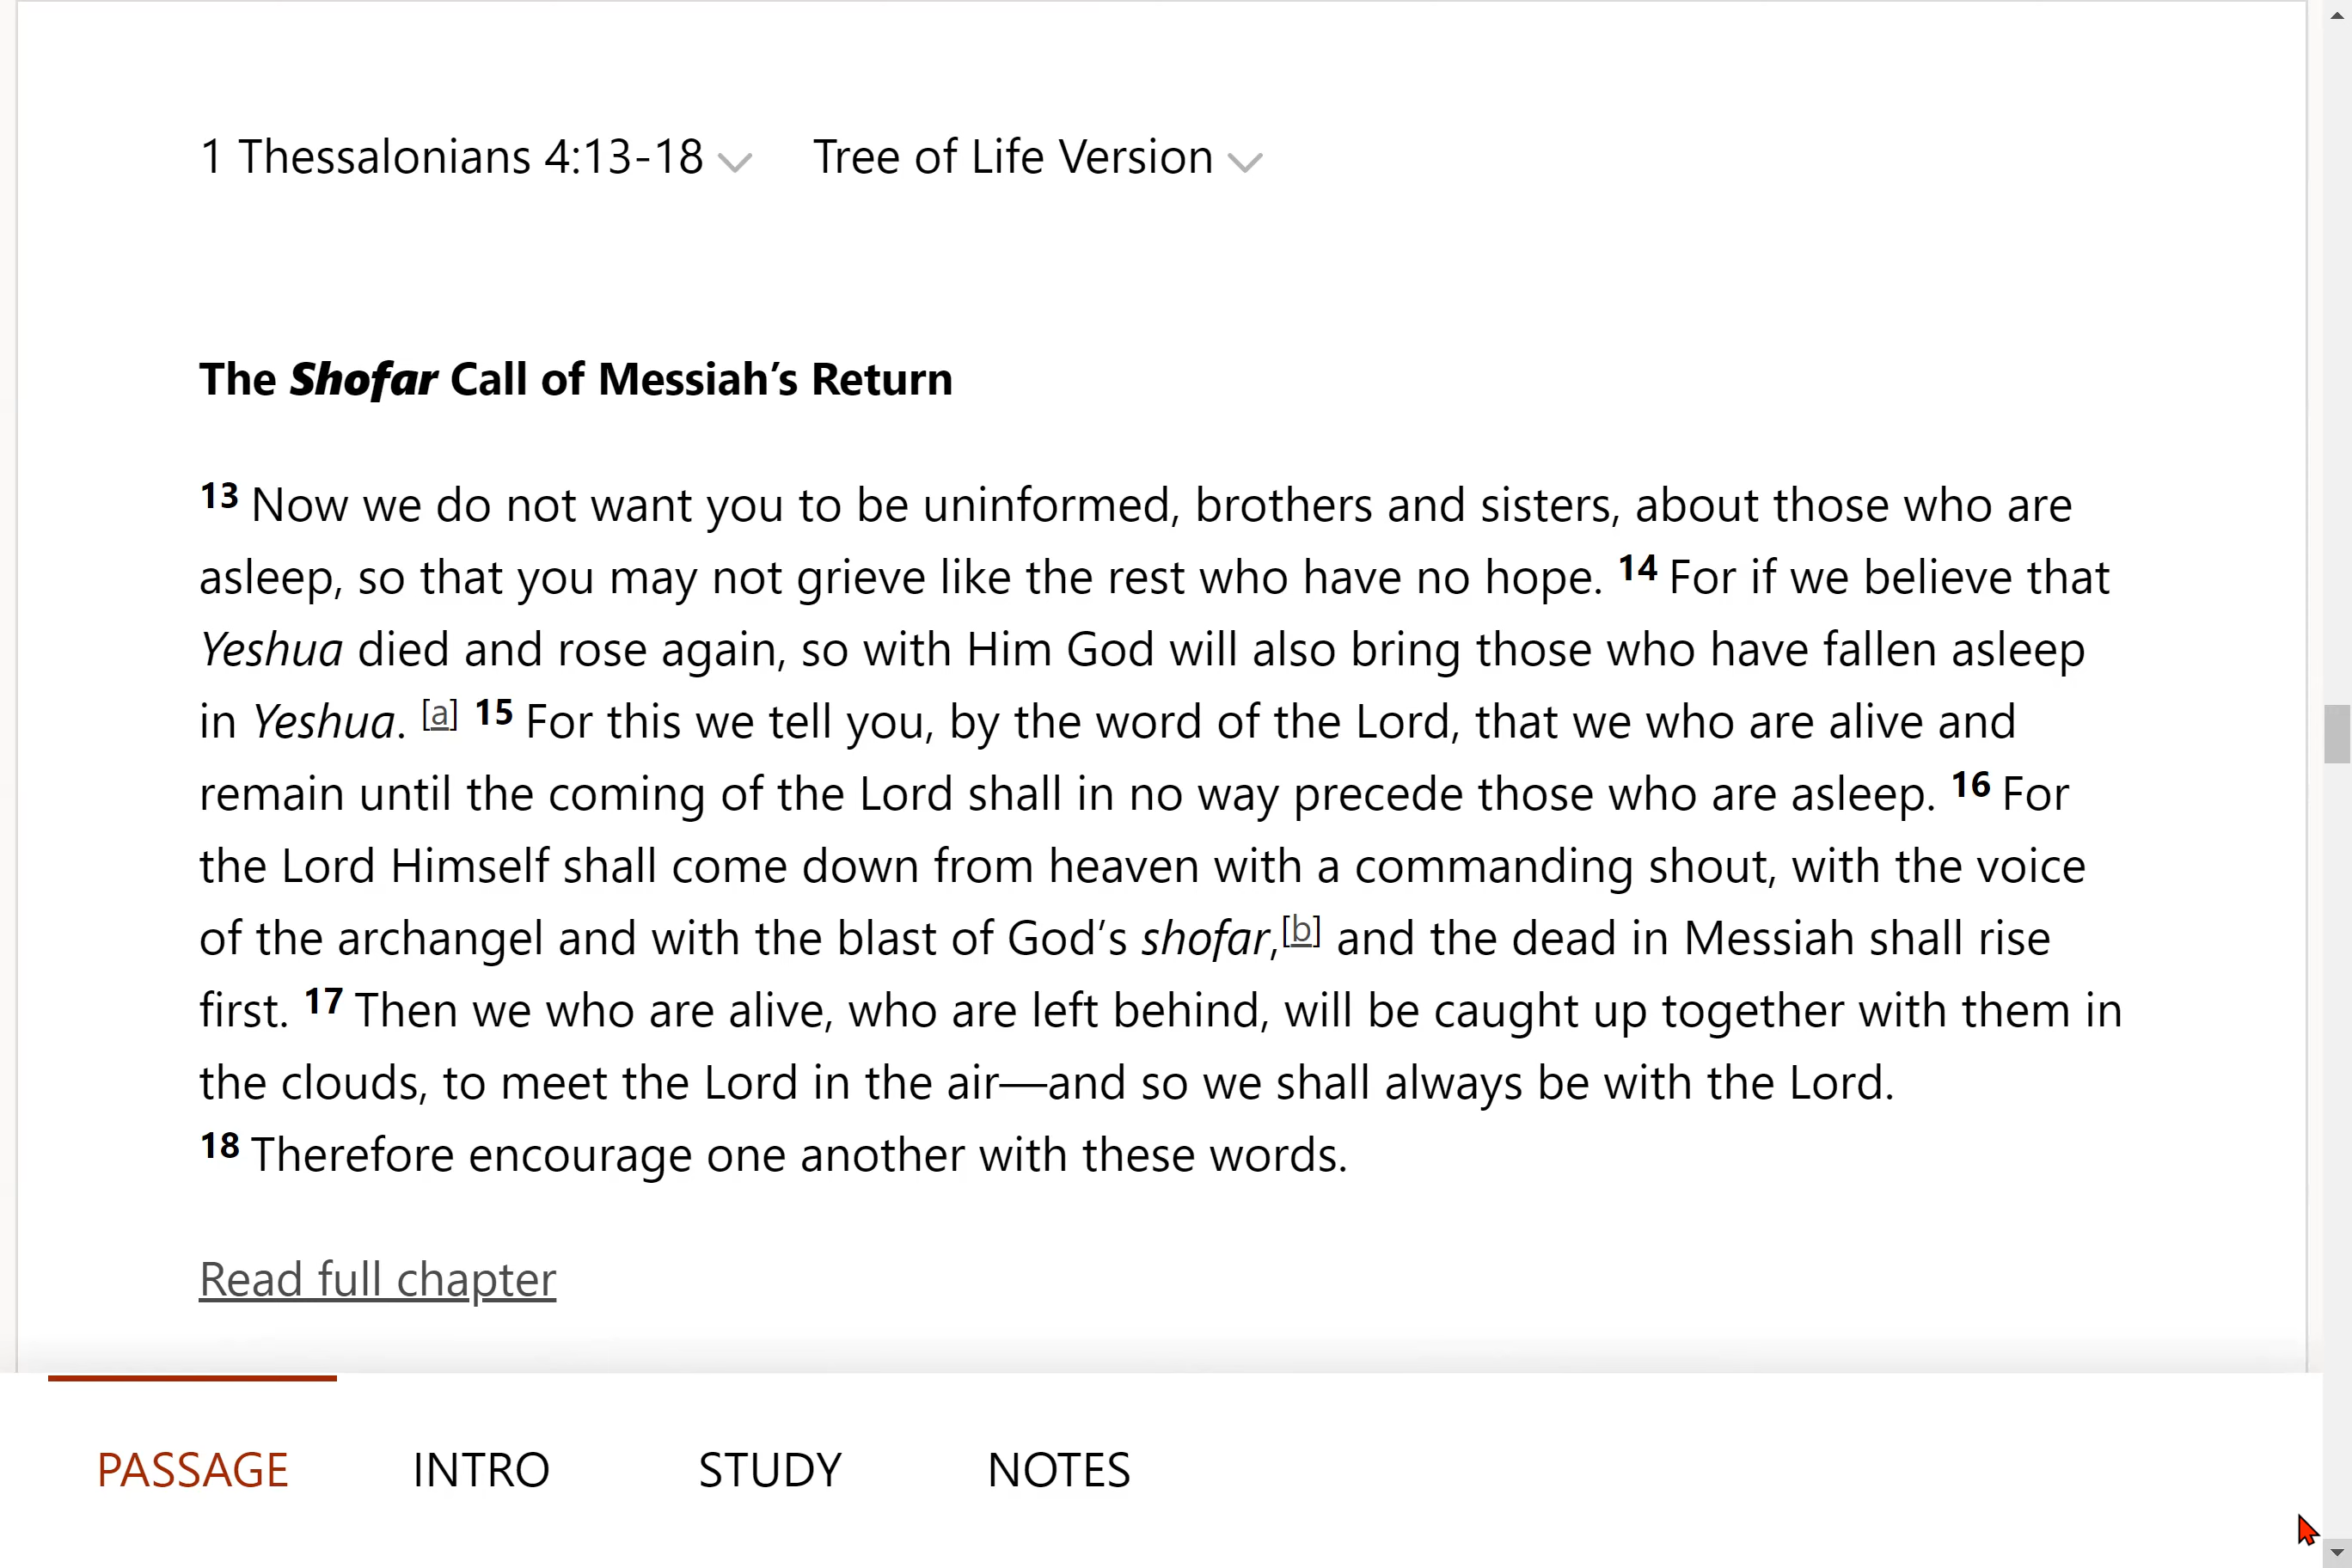 1 Thessalonians 4:13-18 Tree of Life Version
The Shofar Call of Messiah’s Return
13 Now we do not want you to be uninformed, brothers and sisters, about those who are
asleep, so that you may not grieve like the rest who have no hope. 14 For if we believe that
Yeshua died and rose again, so with Him God will also bring those who have fallen asleep
in Yeshua. [a] 15 For this we tell you, by the word of the Lord, that we who are alive and
remain until the coming of the Lord shall in no way precede those who are asleep. 16 For
the Lord Himself shall come down from heaven with a commanding shout, with the voice
of the archangel and with the blast of God’s shofar,[b] and the dead in Messiah shall rise
first. 17 Then we who are alive, who are left behind, will be caught up together with them in
the clouds, to meet the Lord in the air—and so we shall always be with the Lord.
18 Therefore encourage one another with these words.
Read full chapter
PASSAGE INTRO STUDY NOTES